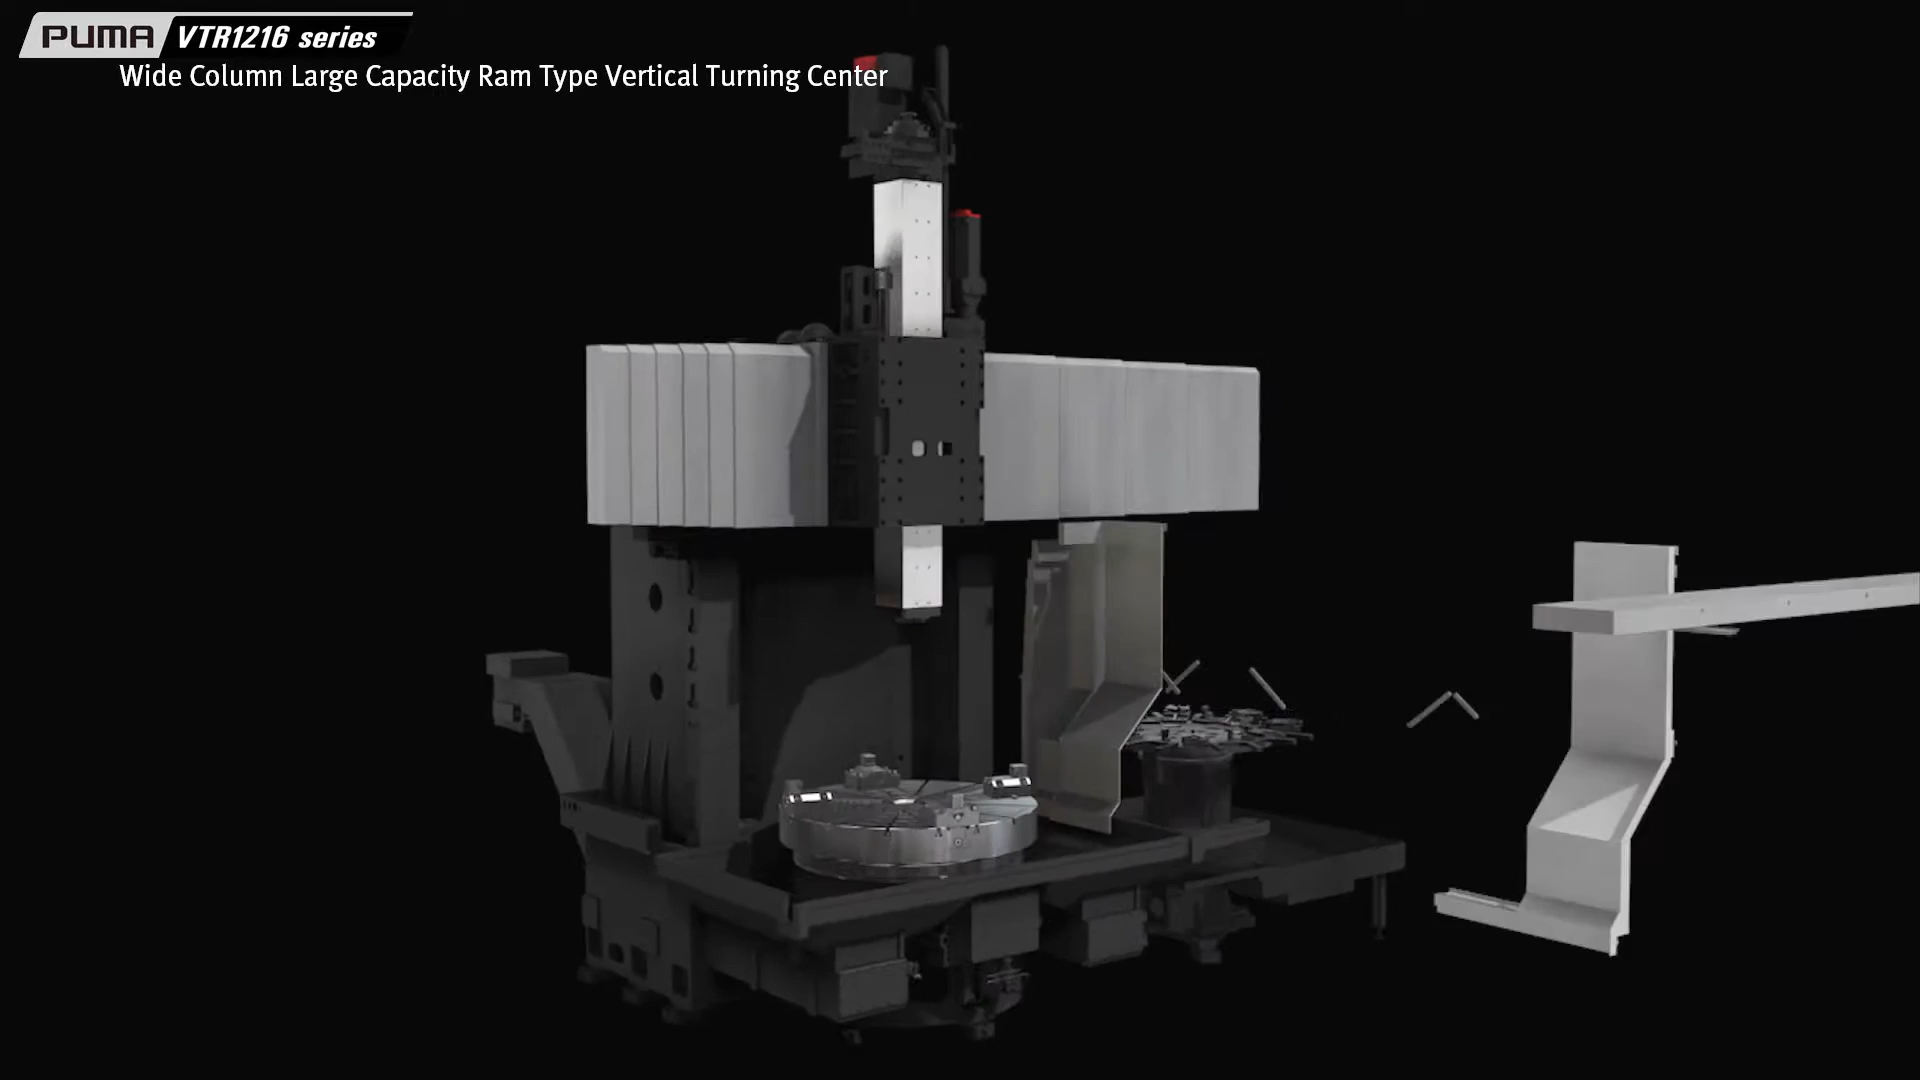 PUMA VTR1216 series
Wide Column Large Capacity Ram Type Vertical Turning Center